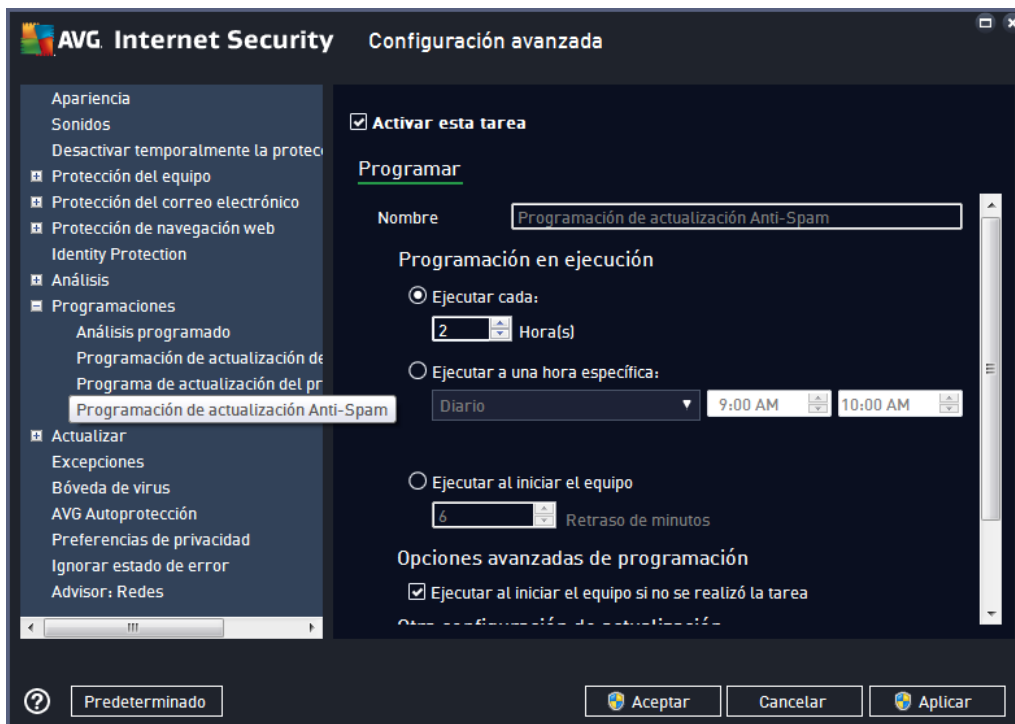 AVG. Internet Security Configuración avanzada
Apariencia
Sonidos
Desactivar temporalmente la protec
Protección del equipo
Protección del correo electrónico
Protección de navegación web
Identity Protection
Análisis
Programaciones
Análisis programado
Programación de actualización de
Programa de actualización del pr
Programación de actualización Anti-Spam
Actualizar
Excepciones
Bóveda de virus
AVG Autoprotección
Preferencias de privacidad
Ignorar estado de error
Advisor: Redes
Activar esta tarea
Programar
Nombre Programación de actualización Anti-Spam
Programación en ejecución
Ejecutar cada:
2 Hora(s)
Ejecutar a una hora específica:
Diario 9:00 AM 10:00 AM
Ejecutar al iniciar el equipo
6 Retraso de minutos
Opciones avanzadas de programación
Ejecutar al iniciar el equipo si no se realizó la tarea
Otra configuración de actualización
? Predeterminado Aceptar Cancelar Aplicar